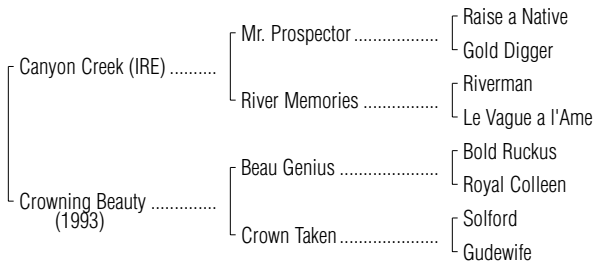 Raise a Native
Mr. Prospector ..................
Gold Digger
Canyon Creek (IRE) ..........
Riverman
River Memories ................
Le Vague a l'Ame
Bold Ruckus
Beau Genius .....................
Royal Colleen
Crowning Beauty ..............
(1993)
Solford
Crown Taken.....................
Gudewife